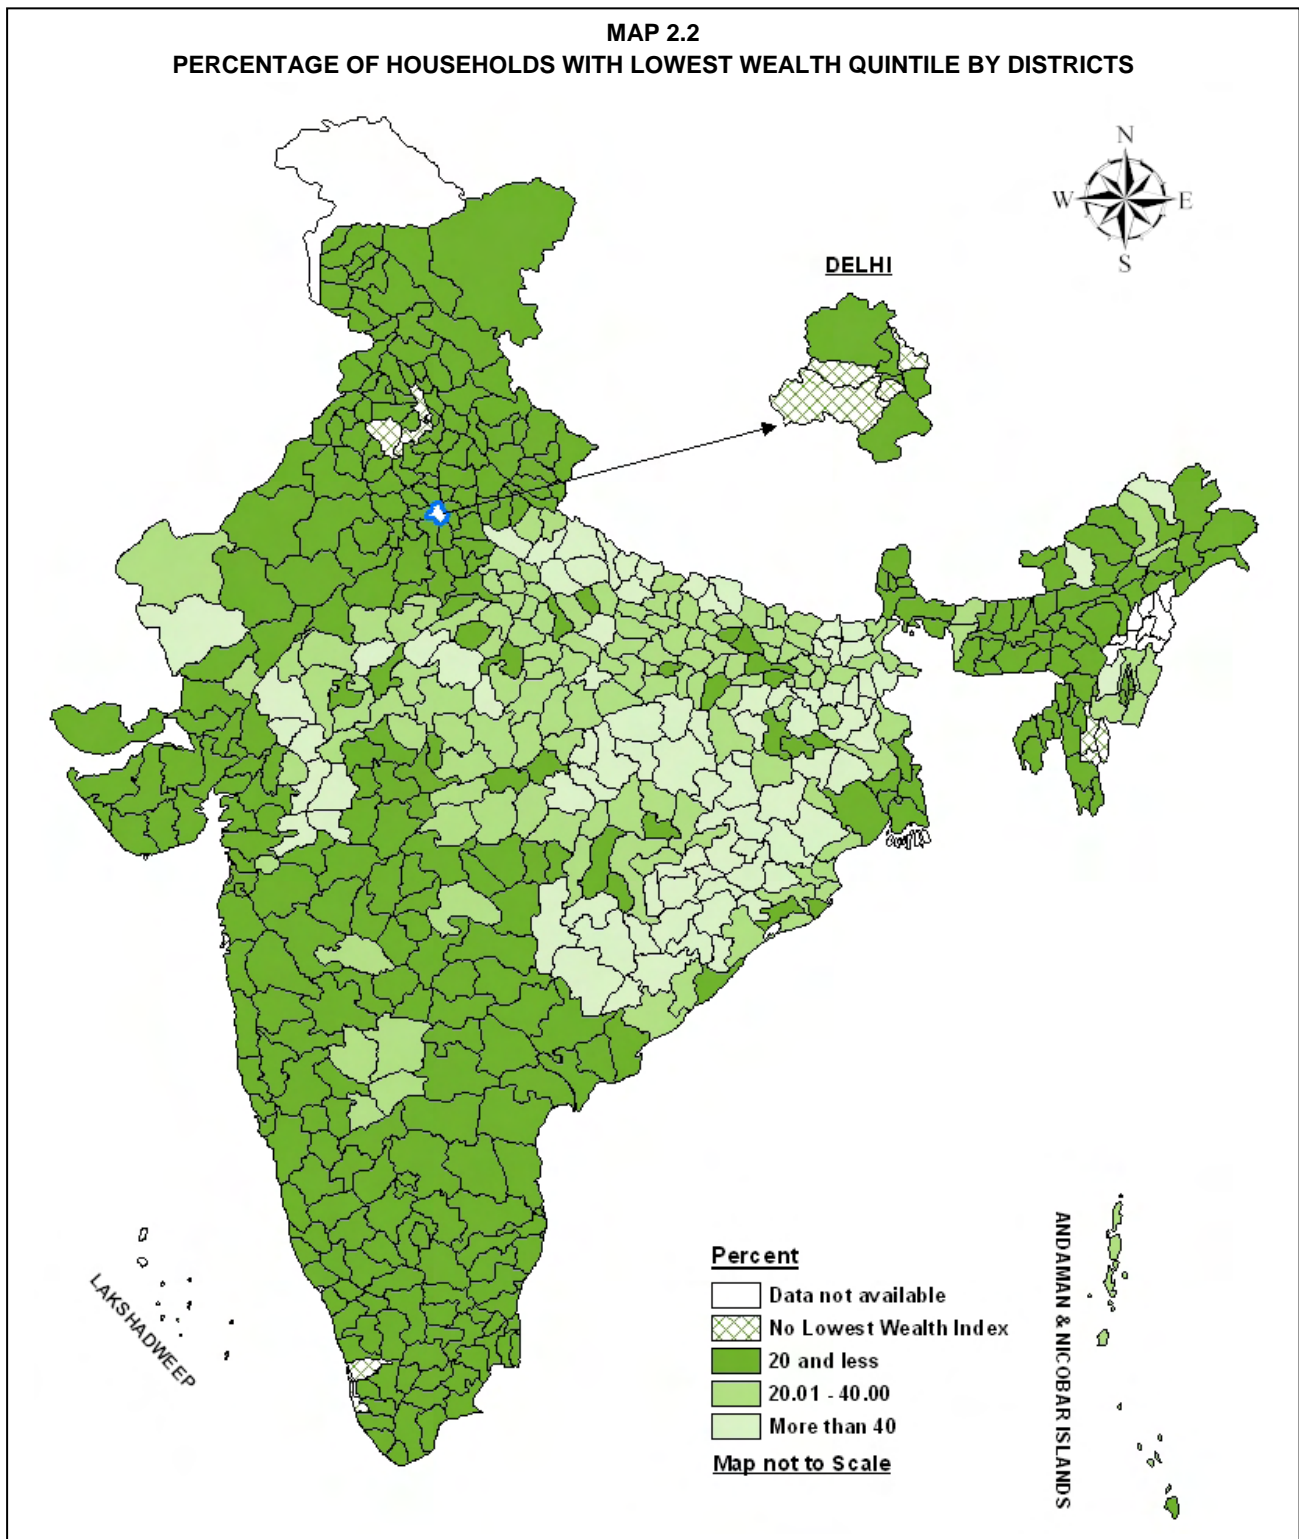 MAP 2.2
PERCENTAGE OF HOUSEHOLDS WITH LOWEST WEALTH QUINTILE BY DISTRICTS
N
W
E
S
DELHI
LAKSHADWEEP
ANDAMAN & NICOBAR ISLANDS
Percent
Data not available
No Lowest Wealth Index
20 and less
20.01 - 40.00
More than 40
Map not to Scale